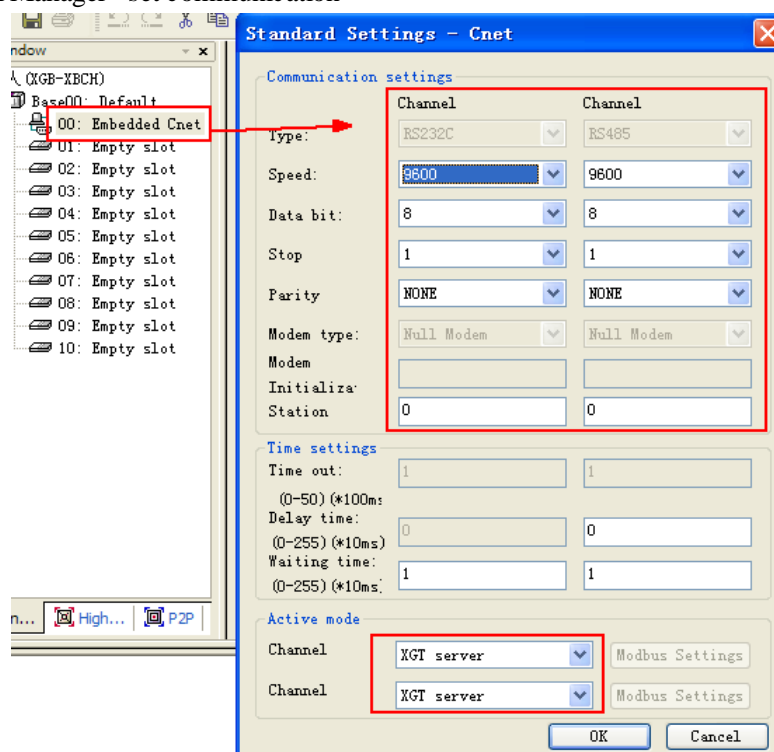 Manager set communication
ndow
Standard Settings - Cnet
(XGB-XBCH)
Base00: Default
00: Embedded Cnet
01: Empty slot
02: Empty slot
03: Empty slot
04: Empty slot
05: Empty slot
06: Empty slot
07: Empty slot
08: Empty slot
09: Empty slot
10: Empty slot
n...
High...
P2P
Communication settings
Channel Channel
Type: RS232C RS485
Speed: 9600 9600
Data bit: 8 8
Stop 1 1
Parity NONE NONE
Modem type: Null Modem Null Modem
Modem
Initializa
Station 0 0
Time settings
Time out: 1 1
(0-50)(*100ms
Delay time: 0 0
(0-255)(*10ms)
Waiting time: 1 1
(0-255)(*10ms)
Active mode
Channel XGT server Modbus Settings
Channel XGT server Modbus Settings
OK Cancel